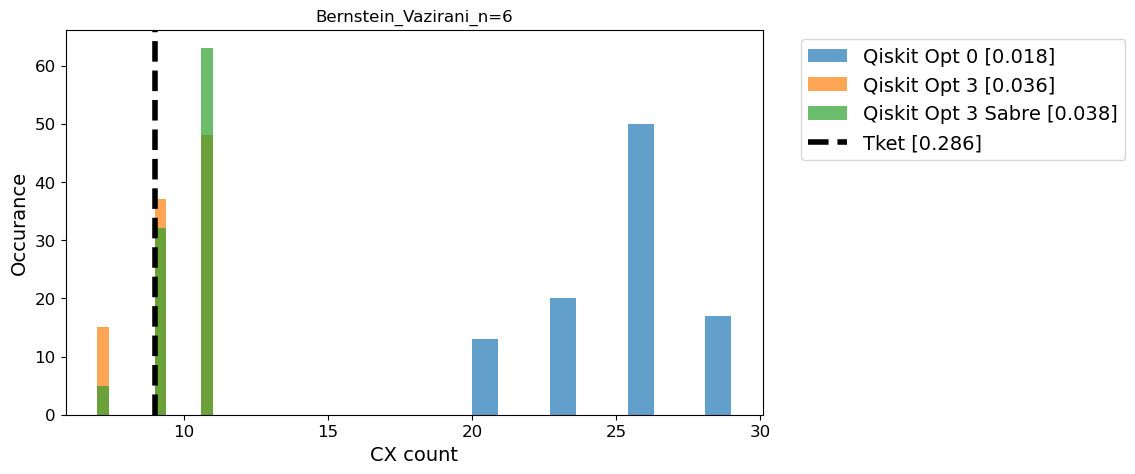 Bernstein_Vazirani_n=6
Occurance
60
50
40
30
20
10
0
10
15
20
25
30
CX count
Qiskit Opt 0 [0.018]
Qiskit Opt 3 [0.036]
Qiskit Opt 3 Sabre [0.038]
Tket [0.286]